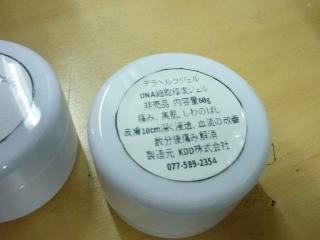 テラヘルツジェル
DNA細胞修復ジェル
非売品 内容量60g
痛み、美肌、しわのばし
皮膚10cm深く浸透、血流の改善
数分後痛み解消
製造元 KDD株式会社
077-589-2354